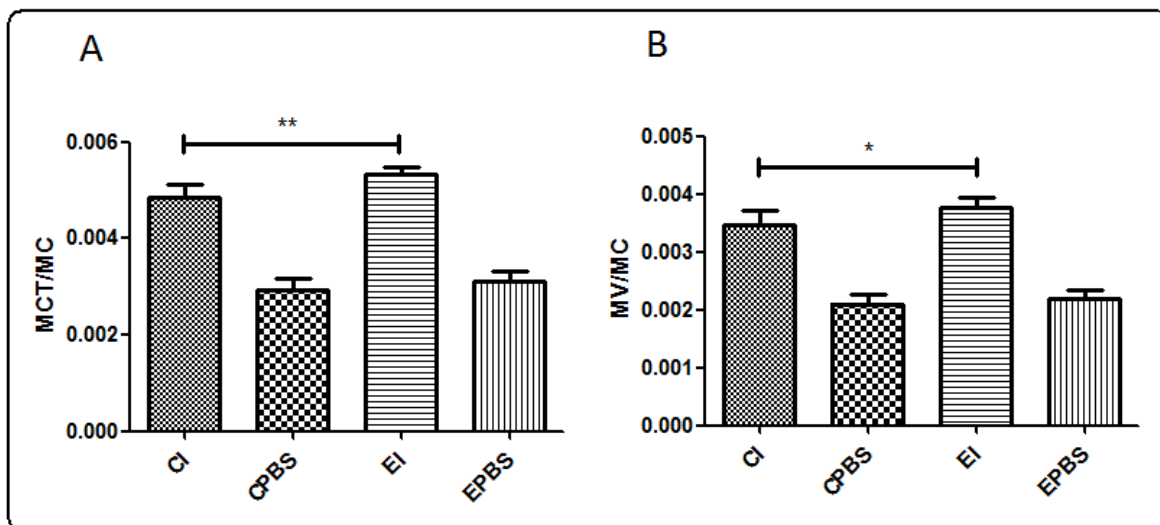 A
**
0.006
0.004
0.002
0.000
MCT/MC
CI
CPBS
EI
EPBS
B
*
0.005
0.004
0.003
0.002
0.001
0.000
MV/MC
CI
CPBS
EI
EPBS